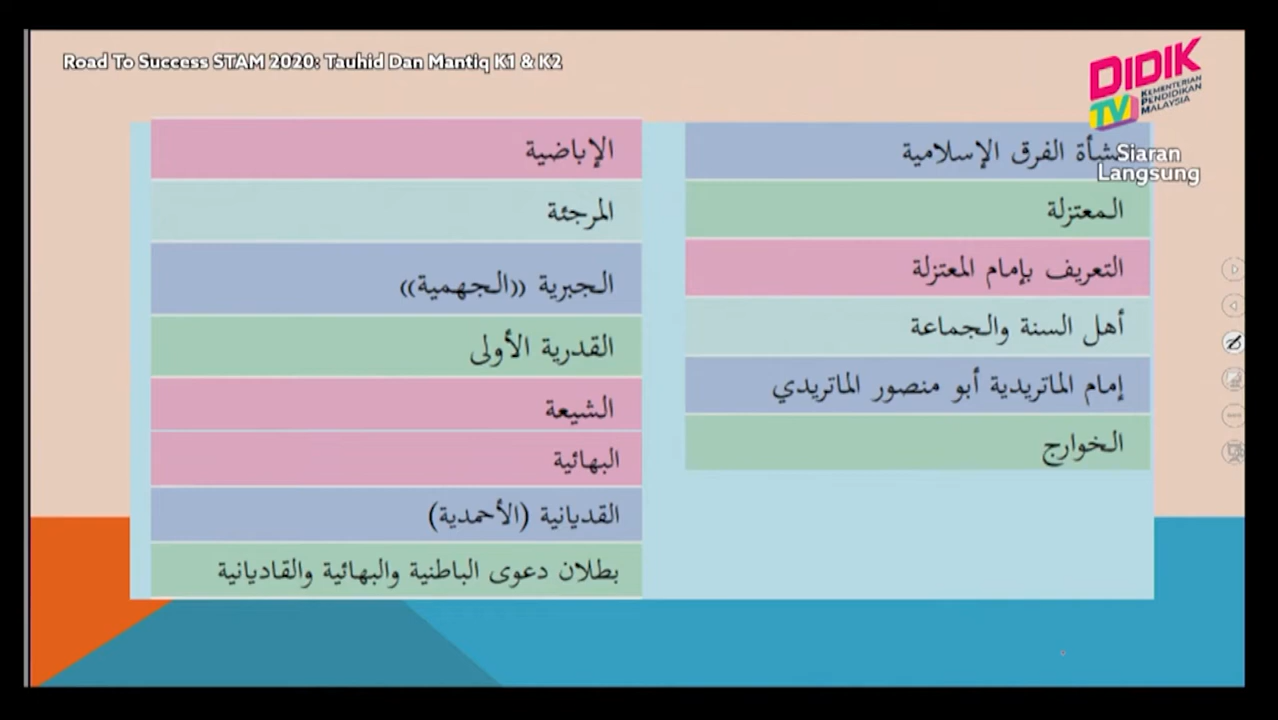 Road To Success STAM 2020: Tauhid Dan Mantiq K1 & K2
DIDIK
TV
KEMENTERIAN
PENDIDIKAN
MALAYSIA
Siaran
Langsung
نشأة الفرق الإسلامية
المعتزلة
التعريف بإمام المعتزلة
أهل السنة والجماعة
إمام الماتريدية أبو منصور الماتريدي
الخوارج
الإباضية
المرجئة
الجبرية ((الجهمية))
القدرية الأولى
الشيعة
البهائية
القديانية (الأحمدية)
بطلان دعوى الباطنية والبهائية والقاديانية